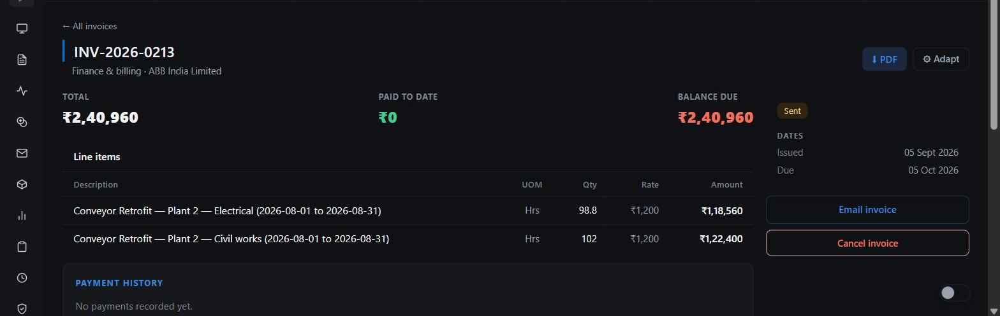 ← All invoices
INV-2026-0213
Finance & billing · ABB India Limited
PDF
Adapt
TOTAL
₹2,40,960
PAID TO DATE
₹0
BALANCE DUE
₹2,40,960
Sent
DATES
Issued 05 Sept 2026
Due 05 Oct 2026
Email invoice
Cancel invoice
Line items
Description UOM Qty Rate Amount
Conveyor Retrofit — Plant 2 — Electrical (2026-08-01 to 2026-08-31) Hrs 98.8 ₹1,200 ₹1,18,560
Conveyor Retrofit — Plant 2 — Civil works (2026-08-01 to 2026-08-31) Hrs 102 ₹1,200 ₹1,22,400
PAYMENT HISTORY
No payments recorded yet.